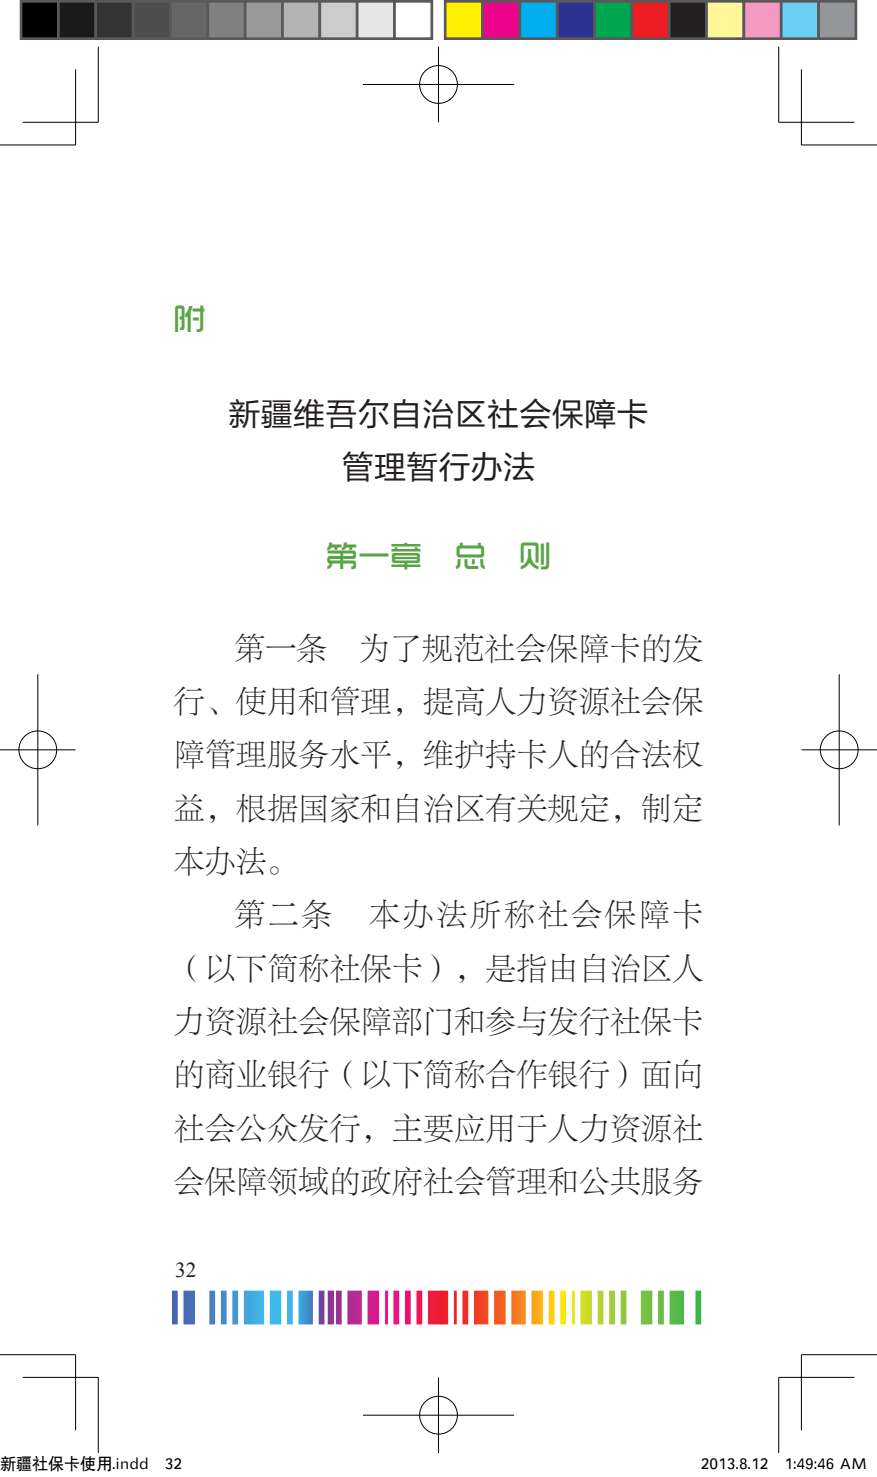 附
新疆维吾尔自治区社会保障卡
管理暂行办法
第一章　总　则
第一条　为了规范社会保障卡的发
行、使用和管理，提高人力资源社会保
障管理服务水平，维护持卡人的合法权
益，根据国家和自治区有关规定，制定
本办法。
第二条　本办法所称社会保障卡
（以下简称社保卡），是指由自治区人
力资源社会保障部门和参与发行社保卡
的商业银行（以下简称合作银行）面向
社会公众发行，主要应用于人力资源社
会保障领域的政府社会管理和公共服务
32
新疆社保卡使用.indd　32　2013.8.12　1:49:46 AM